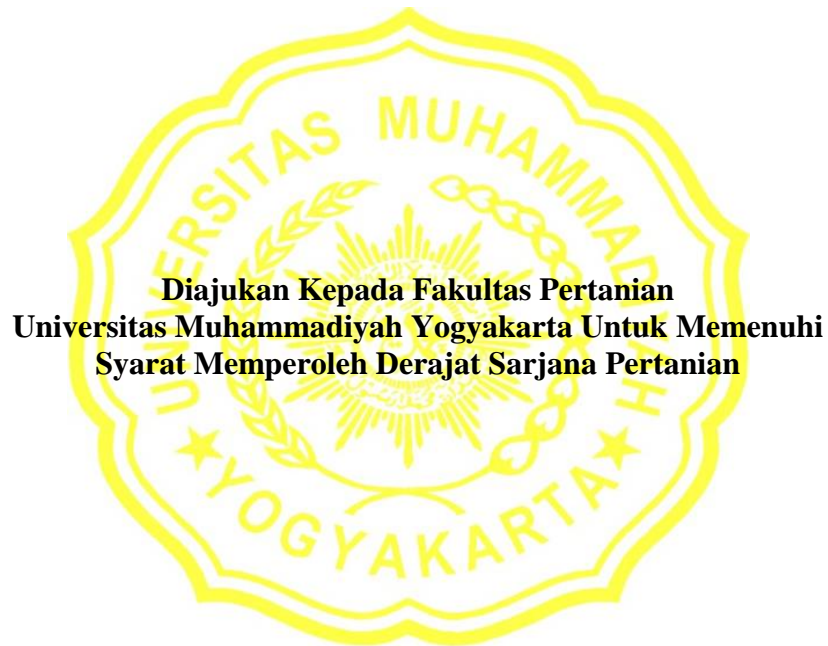 UNIVERSITAS MUHAMMADIYAH
Diajukan Kepada Fakultas Pertanian
Universitas Muhammadiyah Yogyakarta Untuk Memenuhi
Syarat Memperoleh Derajat Sarjana Pertanian
★ YOGYAKARTA ★